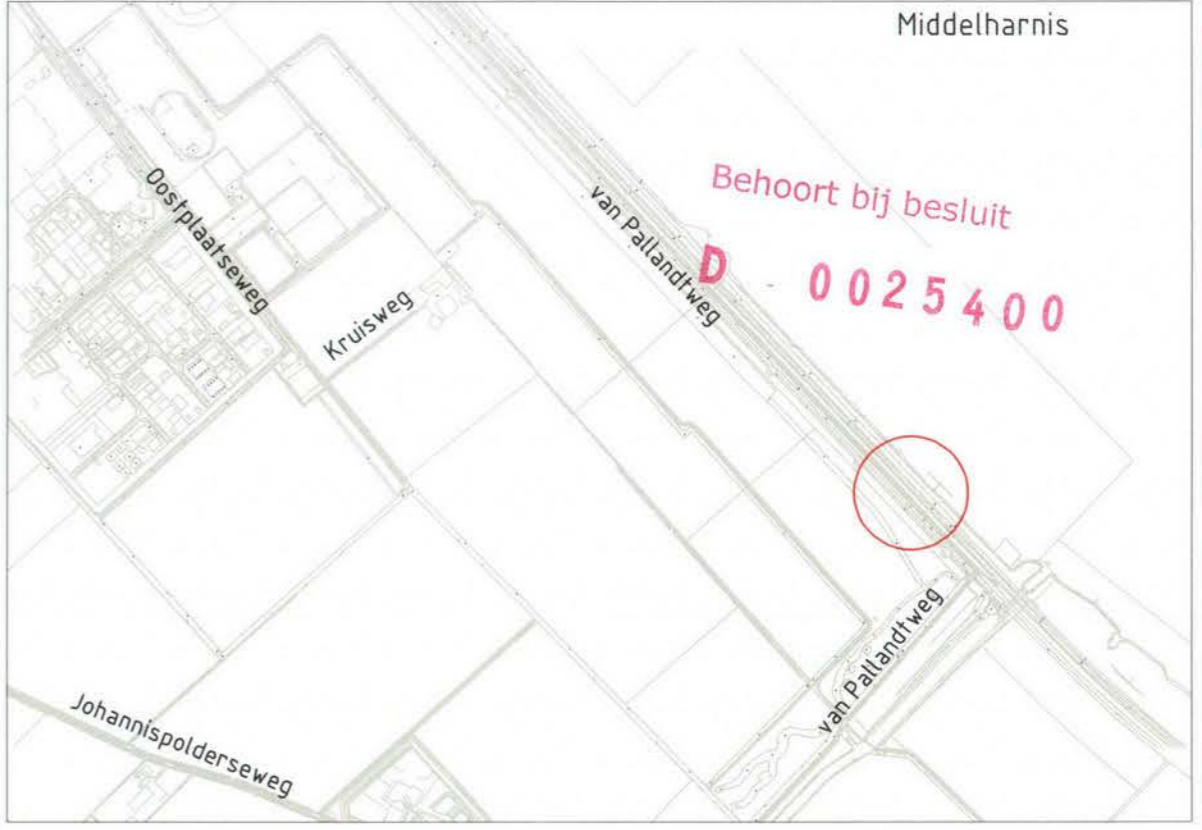 Middelharnis
Behoort bij besluit
D - 0025400
van Pallandtweg
Oostplaatseweg
Kruisweg
van Pallandtweg
Johannispolderseweg